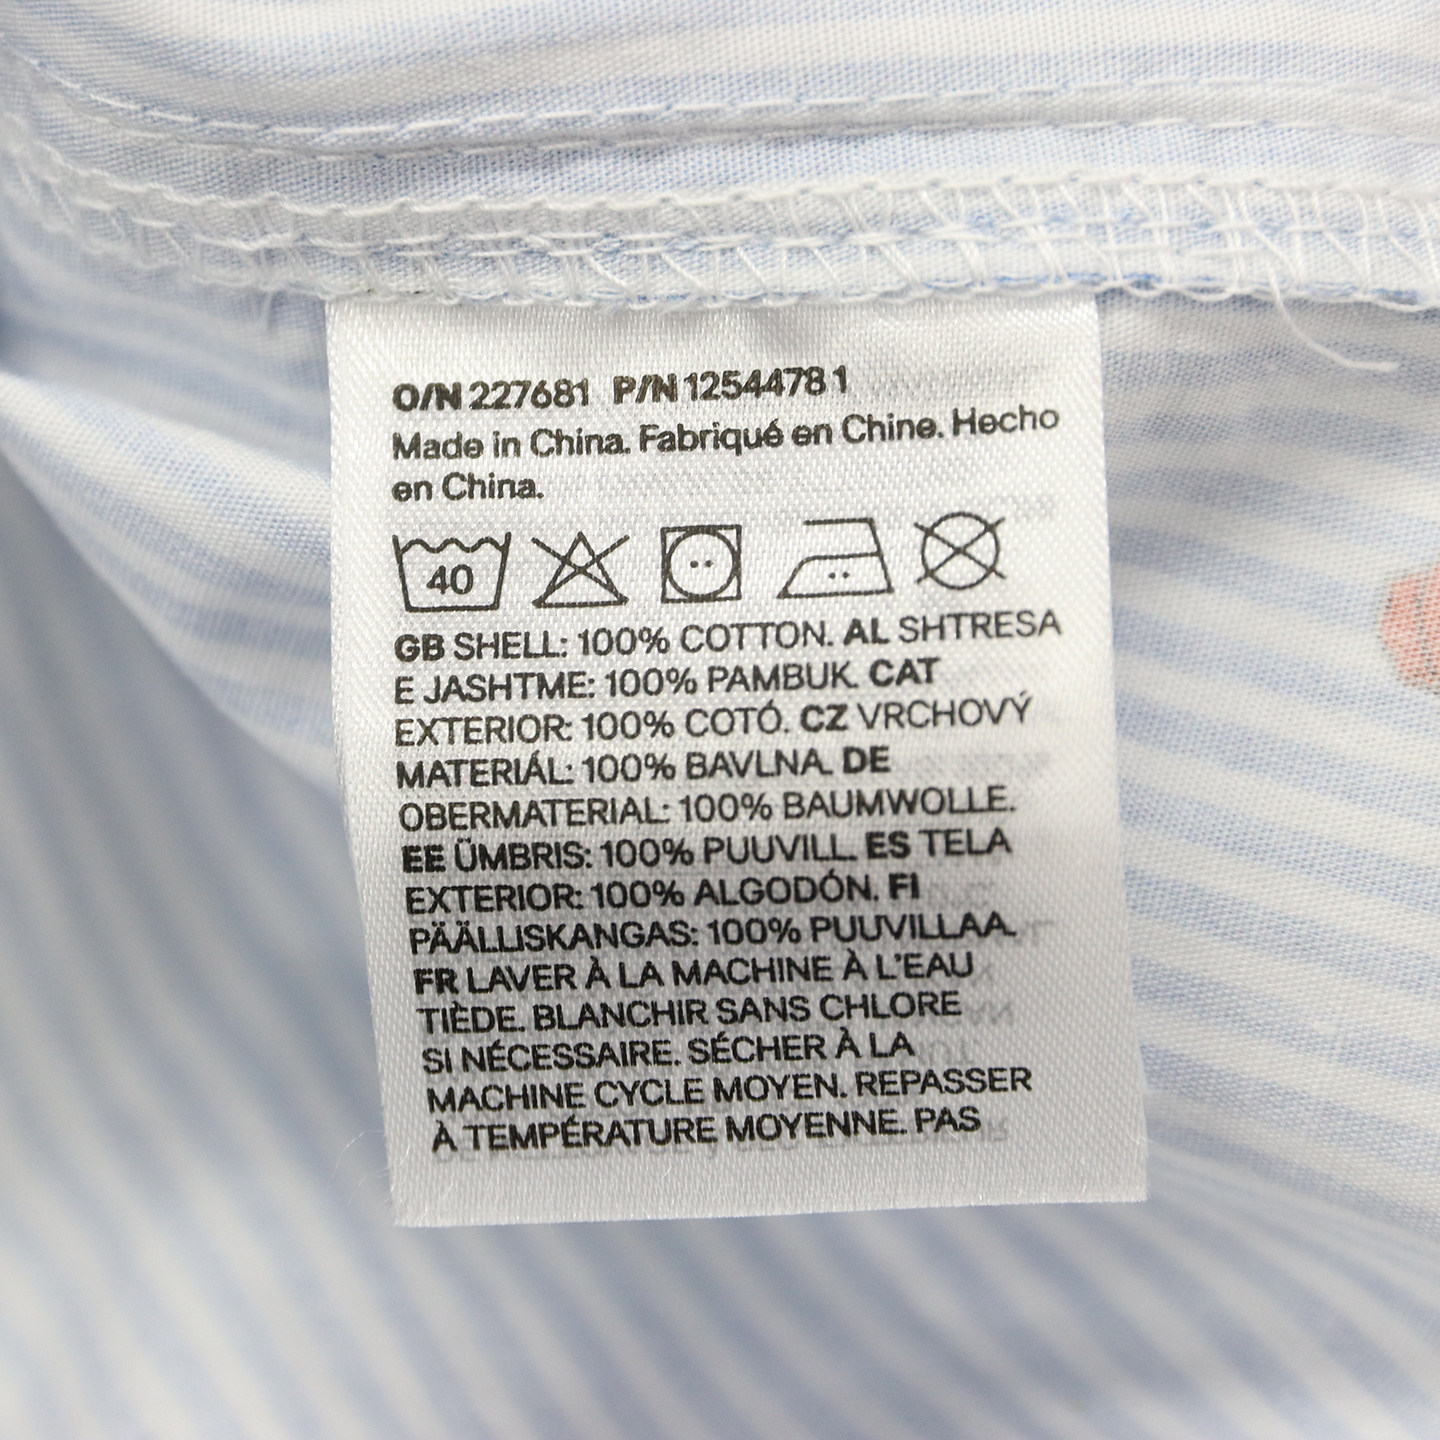 O/N 227681 P/N 12544781
Made in China. Fabriqué en Chine. Hecho
en China.
40
GB SHELL: 100% COTTON. AL SHTRESA
E JASHTME: 100% PAMBUK. CAT
EXTERIOR: 100% COTÓ. CZ VRCHOVÝ
MATERIÁL: 100% BAVLNA. DE
OBERMATERIAL: 100% BAUMWOLLE.
EE ÜMBRIS: 100% PUUVILL. ES TELA
EXTERIOR: 100% ALGODÓN. FI
PÄÄLLISKANGAS: 100% PUUVILLAA.
FR LAVER À LA MACHINE À L'EAU
TIÈDE. BLANCHIR SANS CHLORE
SI NÉCESSAIRE. SÉCHER À LA
MACHINE CYCLE MOYEN. REPASSER
À TEMPÉRATURE MOYENNE. PAS